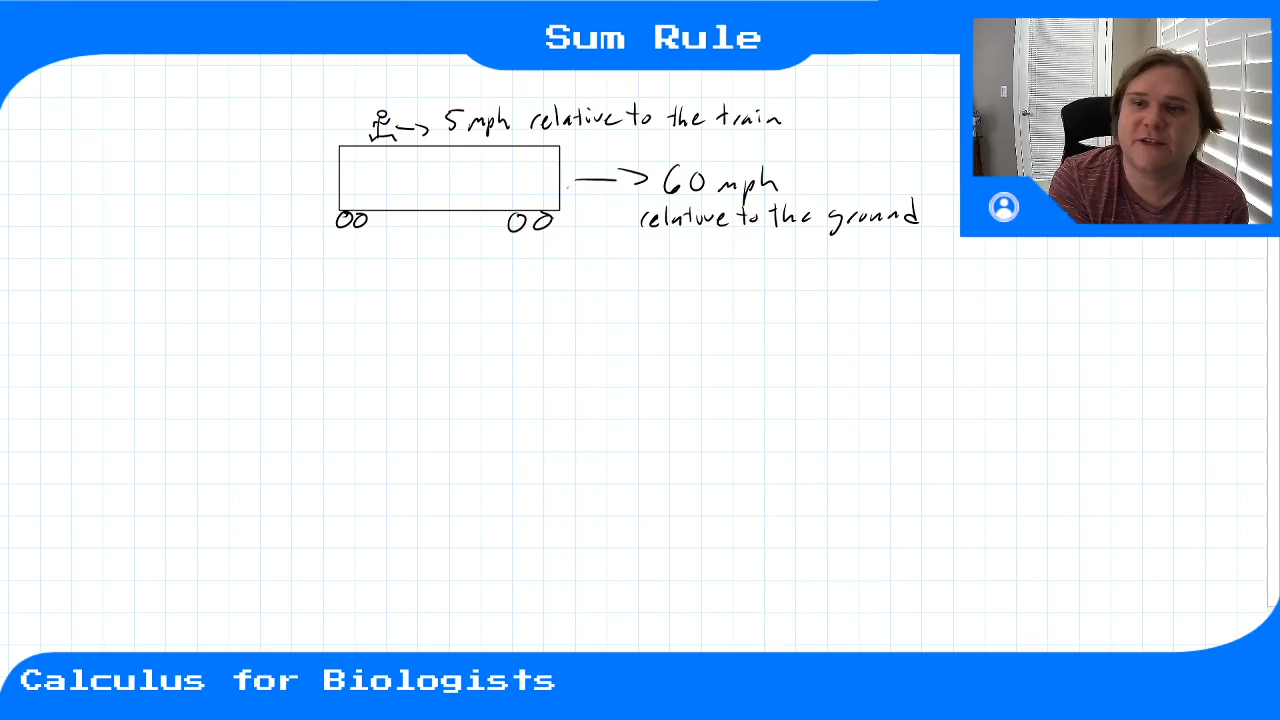 Sum Rule
5 mph relative to the train
60 mph
relative to the ground
Calculus for Biologists